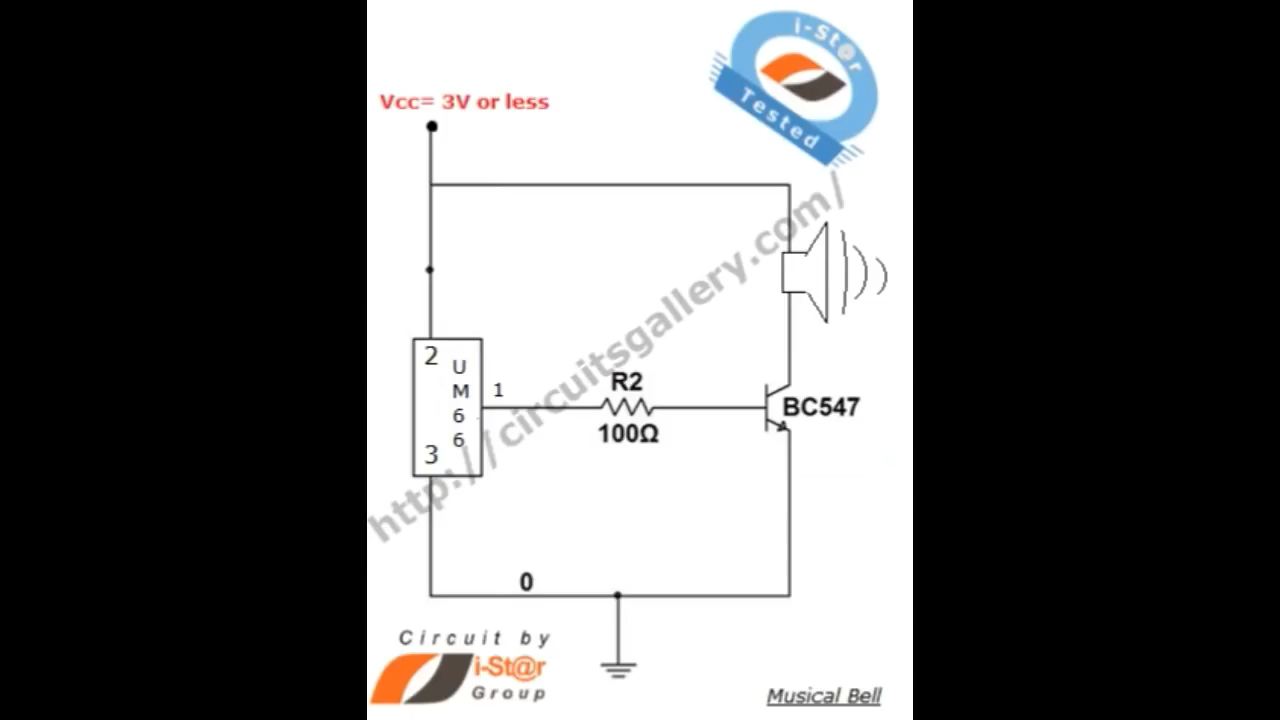 i-St@r
Tested
Vcc= 3V or less
http://circuitsgallery.com/
2
U
M
6
6
3
1
R2
100Ω
BC547
0
Circuit by
i-St@r
Group
Musical Bell